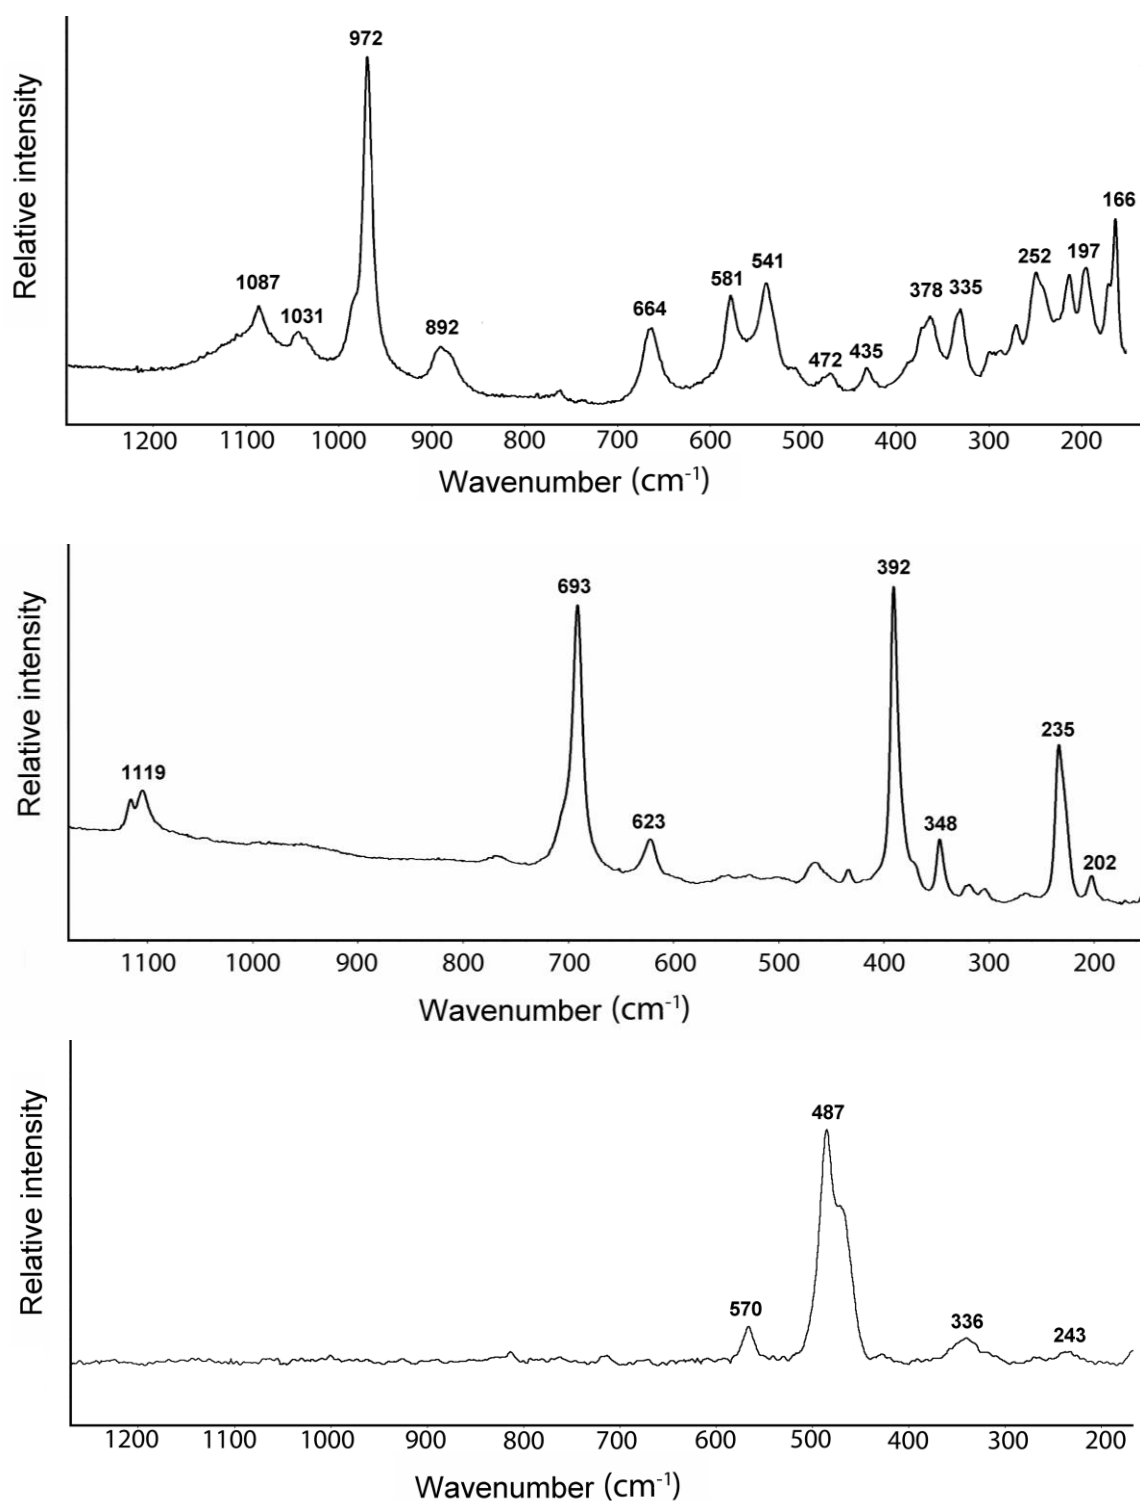 Relative intensity
972
166
1087
1031
892
664
581
541
472
435
378
335
252
197
1200 1100 1000 900 800 700 600 500 400 300 200
Wavenumber (cm-1)
Relative intensity
392
693
235
1119
623
348
202
1100 1000 900 800 700 600 500 400 300 200
Wavenumber (cm-1)
Relative intensity
487
570
336
243
1200 1100 1000 900 800 700 600 500 400 300 200
Wavenumber (cm-1)